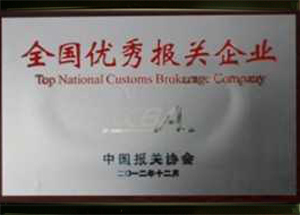 全国优秀报关企业
Top National Customs Brokerage Company
中国报关协会
二〇一二年十二月